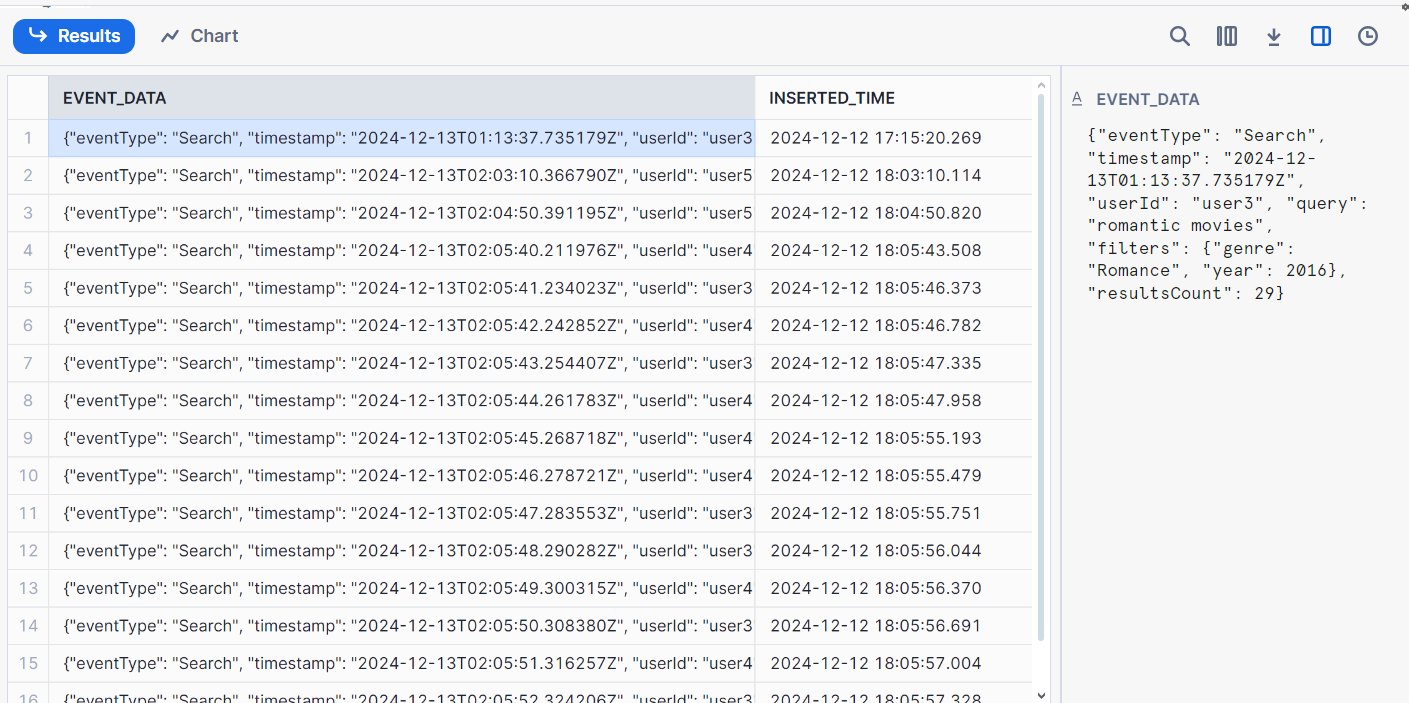 Results Chart
EVENT_DATA INSERTED_TIME
1 {"eventType": "Search", "timestamp": "2024-12-13T01:13:37.735179Z", "userId": "user3 2024-12-12 17:15:20.269
2 {"eventType": "Search", "timestamp": "2024-12-13T02:03:10.366790Z", "userId": "user5 2024-12-12 18:03:10.114
3 {"eventType": "Search", "timestamp": "2024-12-13T02:04:50.391195Z", "userId": "user5 2024-12-12 18:04:50.820
4 {"eventType": "Search", "timestamp": "2024-12-13T02:05:40.211976Z", "userId": "user4 2024-12-12 18:05:43.508
5 {"eventType": "Search", "timestamp": "2024-12-13T02:05:41.234023Z", "userId": "user3 2024-12-12 18:05:46.373
6 {"eventType": "Search", "timestamp": "2024-12-13T02:05:42.242852Z", "userId": "user4 2024-12-12 18:05:46.782
7 {"eventType": "Search", "timestamp": "2024-12-13T02:05:43.254407Z", "userId": "user3 2024-12-12 18:05:47.335
8 {"eventType": "Search", "timestamp": "2024-12-13T02:05:44.261783Z", "userId": "user4 2024-12-12 18:05:47.958
9 {"eventType": "Search", "timestamp": "2024-12-13T02:05:45.268718Z", "userId": "user4 2024-12-12 18:05:55.193
10 {"eventType": "Search", "timestamp": "2024-12-13T02:05:46.278721Z", "userId": "user4 2024-12-12 18:05:55.479
11 {"eventType": "Search", "timestamp": "2024-12-13T02:05:47.283553Z", "userId": "user3 2024-12-12 18:05:55.751
12 {"eventType": "Search", "timestamp": "2024-12-13T02:05:48.290282Z", "userId": "user3 2024-12-12 18:05:56.044
13 {"eventType": "Search", "timestamp": "2024-12-13T02:05:49.300315Z", "userId": "user4 2024-12-12 18:05:56.370
14 {"eventType": "Search", "timestamp": "2024-12-13T02:05:50.308380Z", "userId": "user3 2024-12-12 18:05:56.691
15 {"eventType": "Search", "timestamp": "2024-12-13T02:05:51.316257Z", "userId": "user4 2024-12-12 18:05:57.004
16 {"eventType": "Search", "timestamp": "2024-12-13T02:05:52.324206Z", "userId": "user3 2024-12-12 18:05:57.328
A EVENT_DATA
{"eventType": "Search",
"timestamp": "2024-12-
13T01:13:37.735179Z",
"userId": "user3", "query":
"romantic movies",
"filters": {"genre":
"Romance", "year": 2016},
"resultsCount": 29}